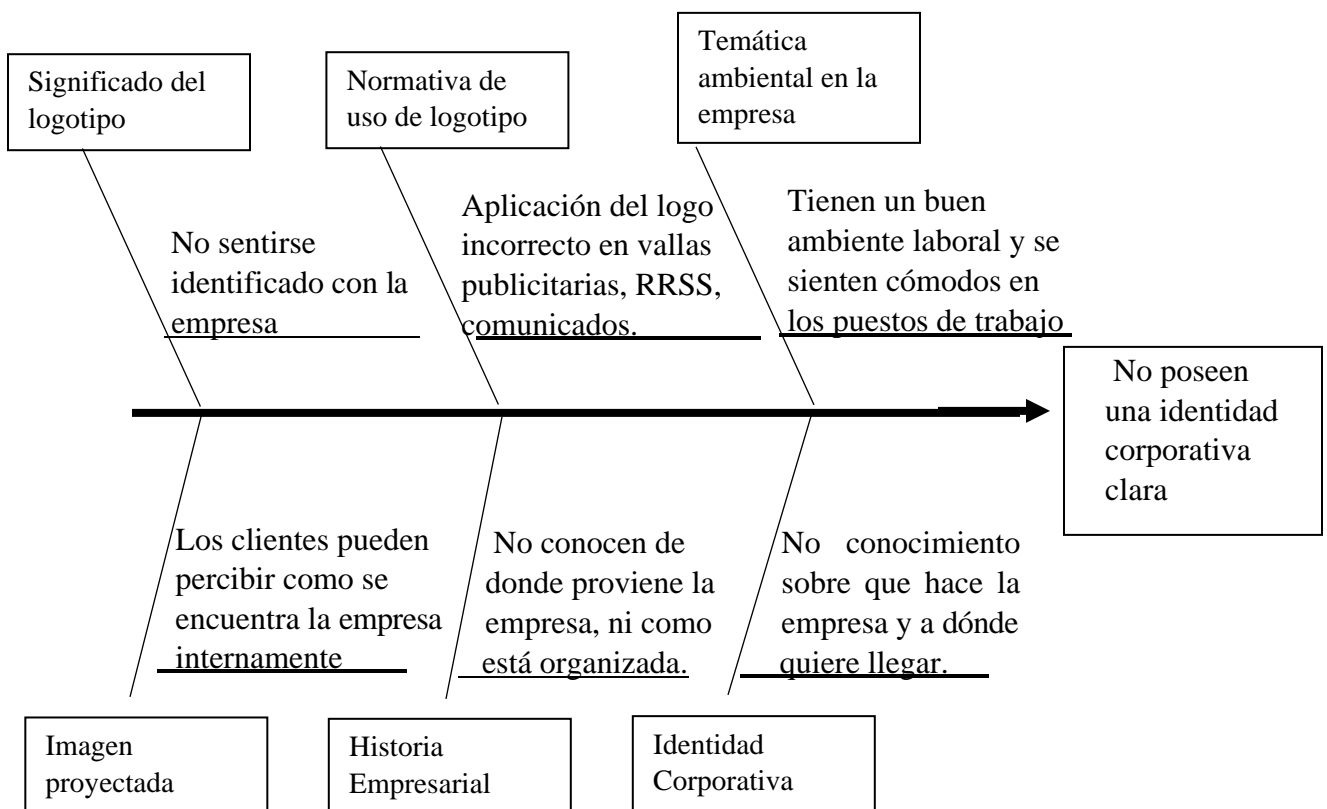 Significado del
logotipo
Normativa de
uso de logotipo
Temática
ambiental en la
empresa
No sentirse
identificado con la
empresa
Aplicación del logo
incorrecto en vallas
publicitarias, RRSS,
comunicados.
Tienen un buen
ambiente laboral y se
sienten cómodos en
los puestos de trabajo
No poseen
una identidad
corporativa
clara
Los clientes pueden
percibir como se
encuentra la empresa
internamente
No conocen de
donde proviene la
empresa, ni como
está organizada.
No conocimiento
sobre que hace la
empresa y a dónde
quiere llegar.
Imagen
proyectada
Historia
Empresarial
Identidad
Corporativa